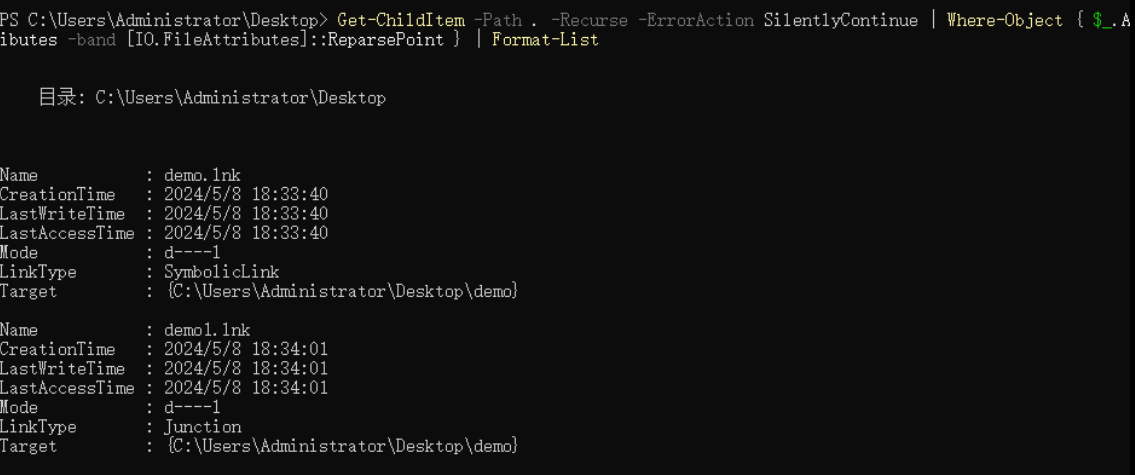 PS C:\Users\Administrator\Desktop> Get-ChildItem -Path . -Recurse -ErrorAction SilentlyContinue | Where-Object { $_.A
ibutes -band [IO.FileAttributes]::ReparsePoint } | Format-List
目录: C:\Users\Administrator\Desktop
Name : demo.lnk
CreationTime : 2024/5/8 18:33:40
LastWriteTime : 2024/5/8 18:33:40
LastAccessTime : 2024/5/8 18:33:40
Mode : d----l
LinkType : SymbolicLink
Target : {C:\Users\Administrator\Desktop\demo}
Name : demo1.lnk
CreationTime : 2024/5/8 18:34:01
LastWriteTime : 2024/5/8 18:34:01
LastAccessTime : 2024/5/8 18:34:01
Mode : d----l
LinkType : Junction
Target : {C:\Users\Administrator\Desktop\demo}